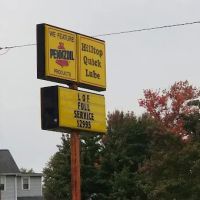 WE FEATURE
PENNZOIL
PRODUCTS
Hilltop
Quick
Lube
L O F
FULL
SERVICE
12995